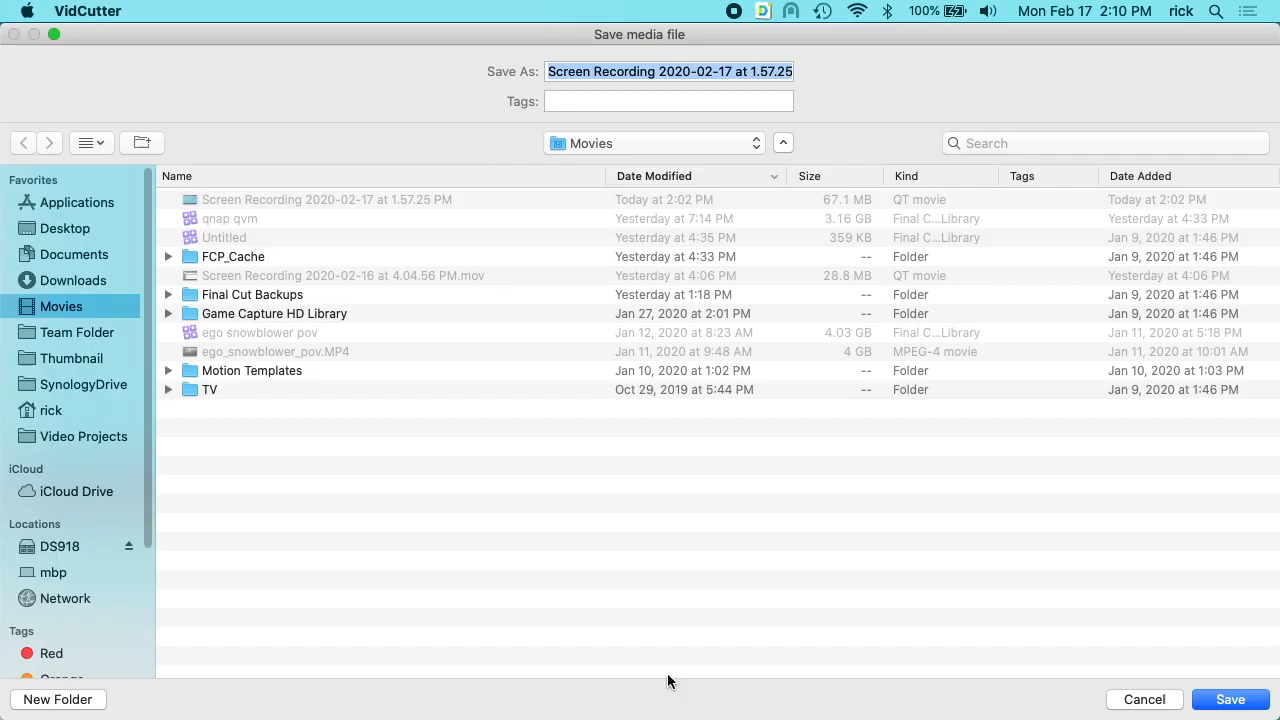 VidCutter 100% Mon Feb 17 2:10 PM rick
Save media file
Save As: Screen Recording 2020-02-17 at 1.57.25
Tags:
Movies Search
Favorites
Applications
Desktop
Documents
Downloads
Movies
Team Folder
Thumbnail
SynologyDrive
rick
Video Projects
iCloud
iCloud Drive
Locations
DS918
mbp
Network
Tags
Red
Name Date Modified Size Kind Tags Date Added
Screen Recording 2020-02-17 at 1.57.25 PM Today at 2:02 PM 67.1 MB QT movie Today at 2:02 PM
qnap qvm Yesterday at 7:14 PM 3.16 GB Final C...Library Yesterday at 4:33 PM
Untitled Yesterday at 4:35 PM 359 KB Final C...Library Jan 9, 2020 at 1:46 PM
FCP_Cache Yesterday at 4:33 PM -- Folder Jan 9, 2020 at 1:46 PM
Screen Recording 2020-02-16 at 4.04.56 PM.mov Yesterday at 4:06 PM 28.8 MB QT movie Yesterday at 4:06 PM
Final Cut Backups Yesterday at 1:18 PM -- Folder Jan 9, 2020 at 1:46 PM
Game Capture HD Library Jan 27, 2020 at 2:01 PM -- Folder Jan 9, 2020 at 1:46 PM
ego snowblower pov Jan 12, 2020 at 8:23 AM 4.03 GB Final C...Library Jan 11, 2020 at 5:18 PM
ego_snowblower_pov.MP4 Jan 11, 2020 at 9:48 AM 4 GB MPEG-4 movie Jan 11, 2020 at 10:01 AM
Motion Templates Jan 10, 2020 at 1:02 PM -- Folder Jan 10, 2020 at 1:03 PM
TV Oct 29, 2019 at 5:44 PM -- Folder Jan 9, 2020 at 1:46 PM
New Folder Cancel Save